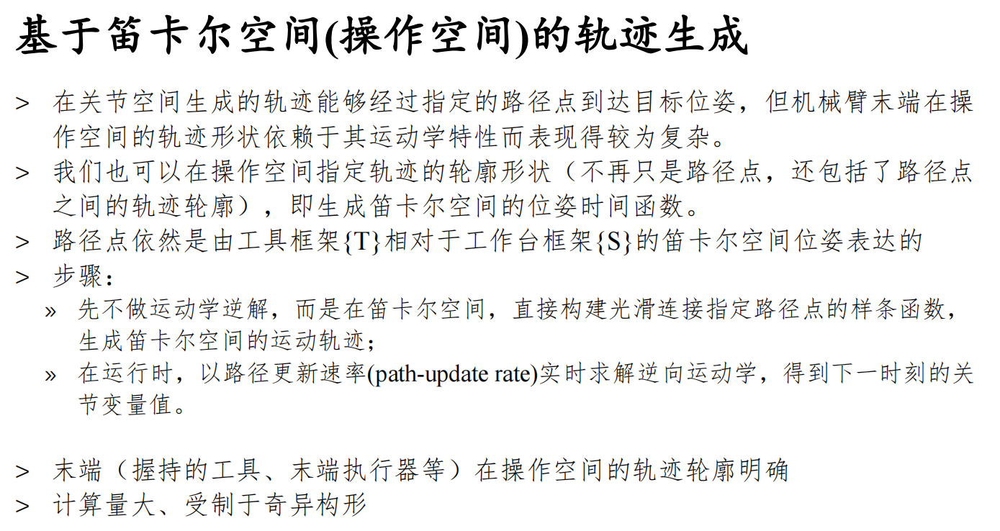 基于笛卡尔空间(操作空间)的轨迹生成
> 在关节空间生成的轨迹能够经过指定的路径点到达目标位姿，但机械臂末端在操
作空间的轨迹形状依赖于其运动学特性而表现得较为复杂。
> 我们也可以在操作空间指定轨迹的轮廓形状（不再只是路径点，还包括了路径点
之间的轨迹轮廓），即生成笛卡尔空间的位姿时间函数。
> 路径点依然是由工具框架{T}相对于工作台框架{S}的笛卡尔空间位姿表达的
> 步骤：
» 先不做运动学逆解，而是在笛卡尔空间，直接构建光滑连接指定路径点的样条函数，
生成笛卡尔空间的运动轨迹；
» 在运行时，以路径更新速率(path-update rate)实时求解逆向运动学，得到下一时刻的关
节变量值。
> 末端（握持的工具、末端执行器等）在操作空间的轨迹轮廓明确
> 计算量大、受制于奇异构形